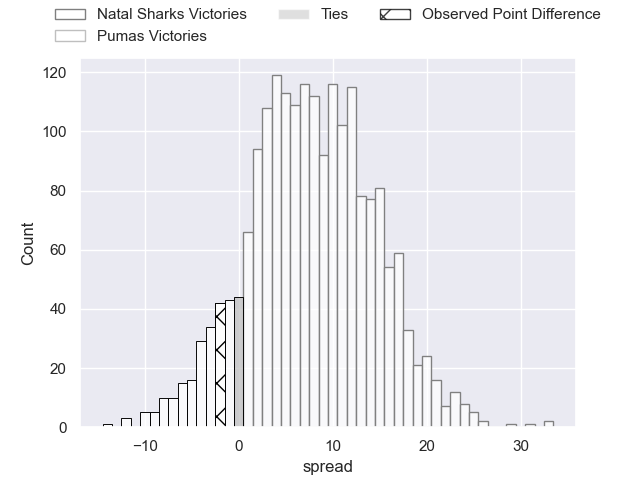 Natal Sharks Victories
Ties
Observed Point Difference
Pumas Victories
120
100
80
60
40
20
0
Count
−10
0
10
20
30
spread